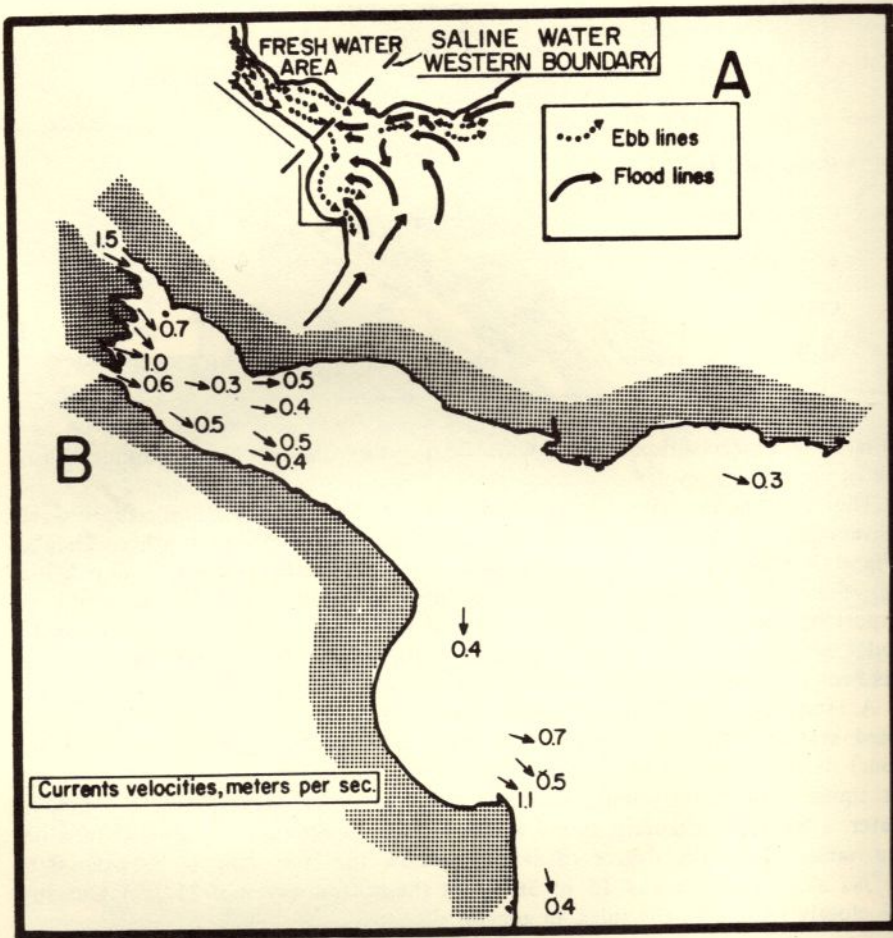 FRESH WATER
AREA
SALINE WATER
WESTERN BOUNDARY
A
Ebb lines
Flood lines
1.5
0.7
1.0
0.6
0.3
0.5
0.4
0.5
0.5
0.4
B
0.3
0.4
0.7
0.5
1.1
Currents velocities, meters per sec.
0.4